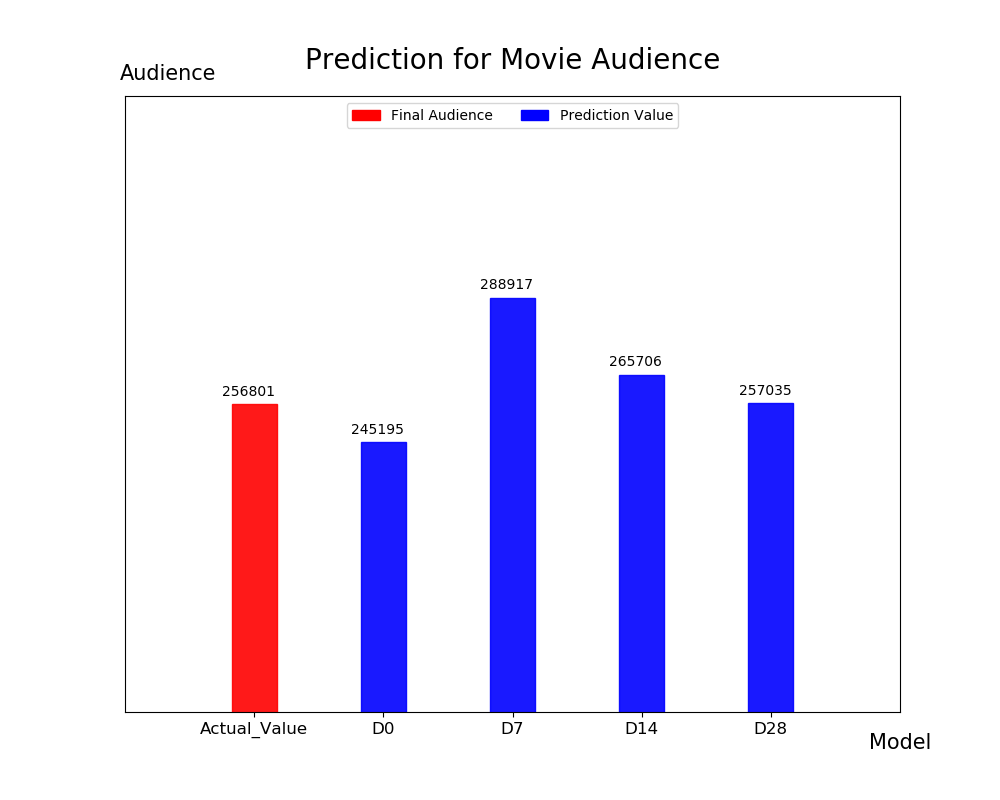 Prediction for Movie Audience
Audience
Final Audience Prediction Value
288917
265706
256801
257035
245195
Actual_Value D0 D7 D14 D28
Model